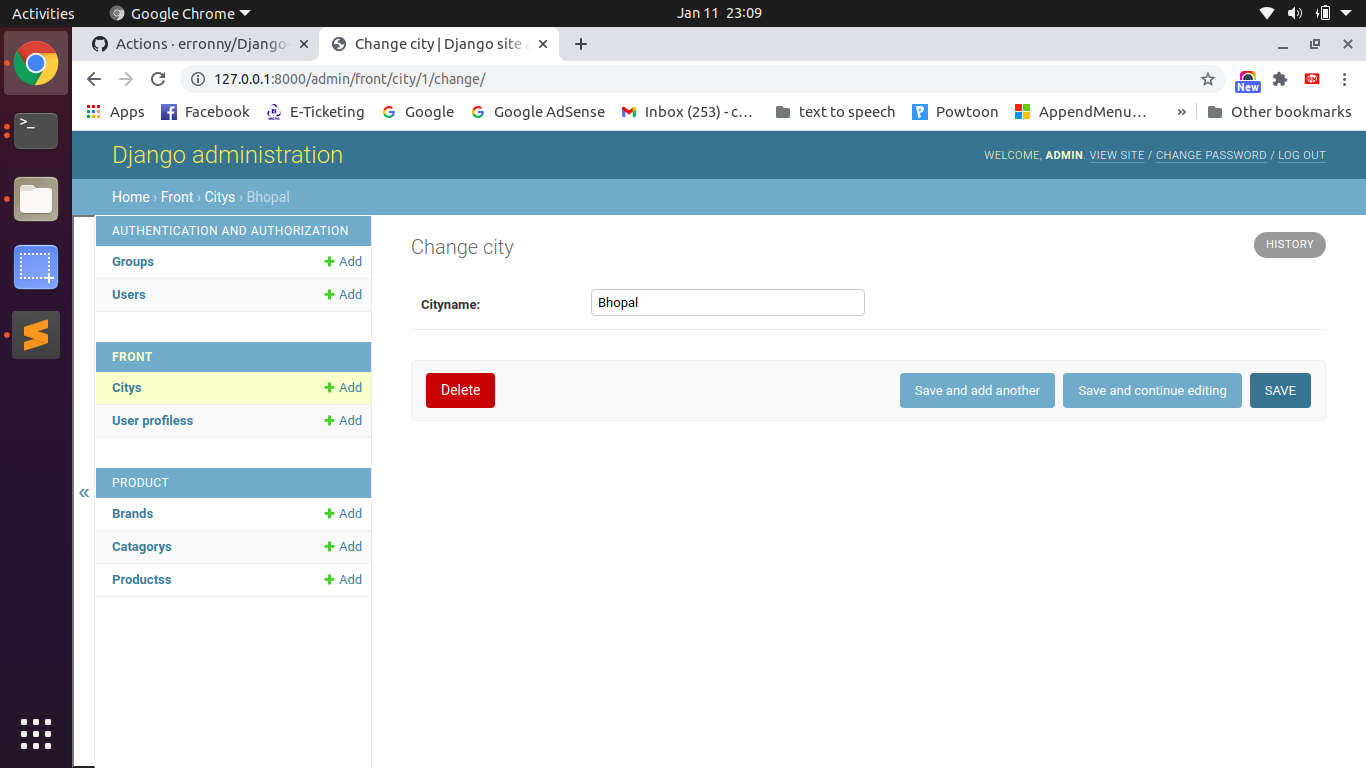 Activities Google Chrome Jan 11 23:09
Actions · erronny/Django- Change city | Django site a
127.0.0.1:8000/admin/front/city/1/change/ New
Apps Facebook E-Ticketing Google Google AdSense Inbox (253) - c… text to speech Powtoon AppendMenu… » Other bookmarks
Django administration WELCOME, ADMIN. VIEW SITE / CHANGE PASSWORD / LOG OUT
Home › Front › Citys › Bhopal
AUTHENTICATION AND AUTHORIZATION
Groups Add
Users Add
FRONT
Citys Add
User profiless Add
PRODUCT
Brands Add
Catagorys Add
Productss Add
«
Change city HISTORY
Cityname: Bhopal
Delete Save and add another Save and continue editing SAVE